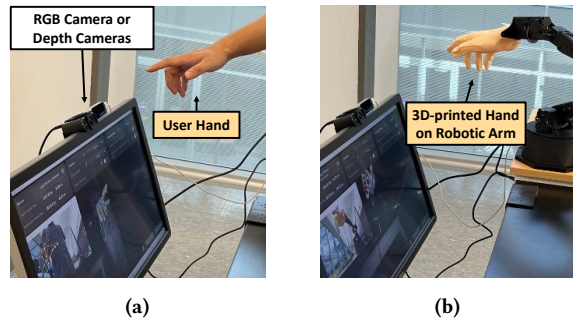 RGB Camera or
Depth Cameras
User Hand
3D-printed Hand
on Robotic Arm
(a)
(b)